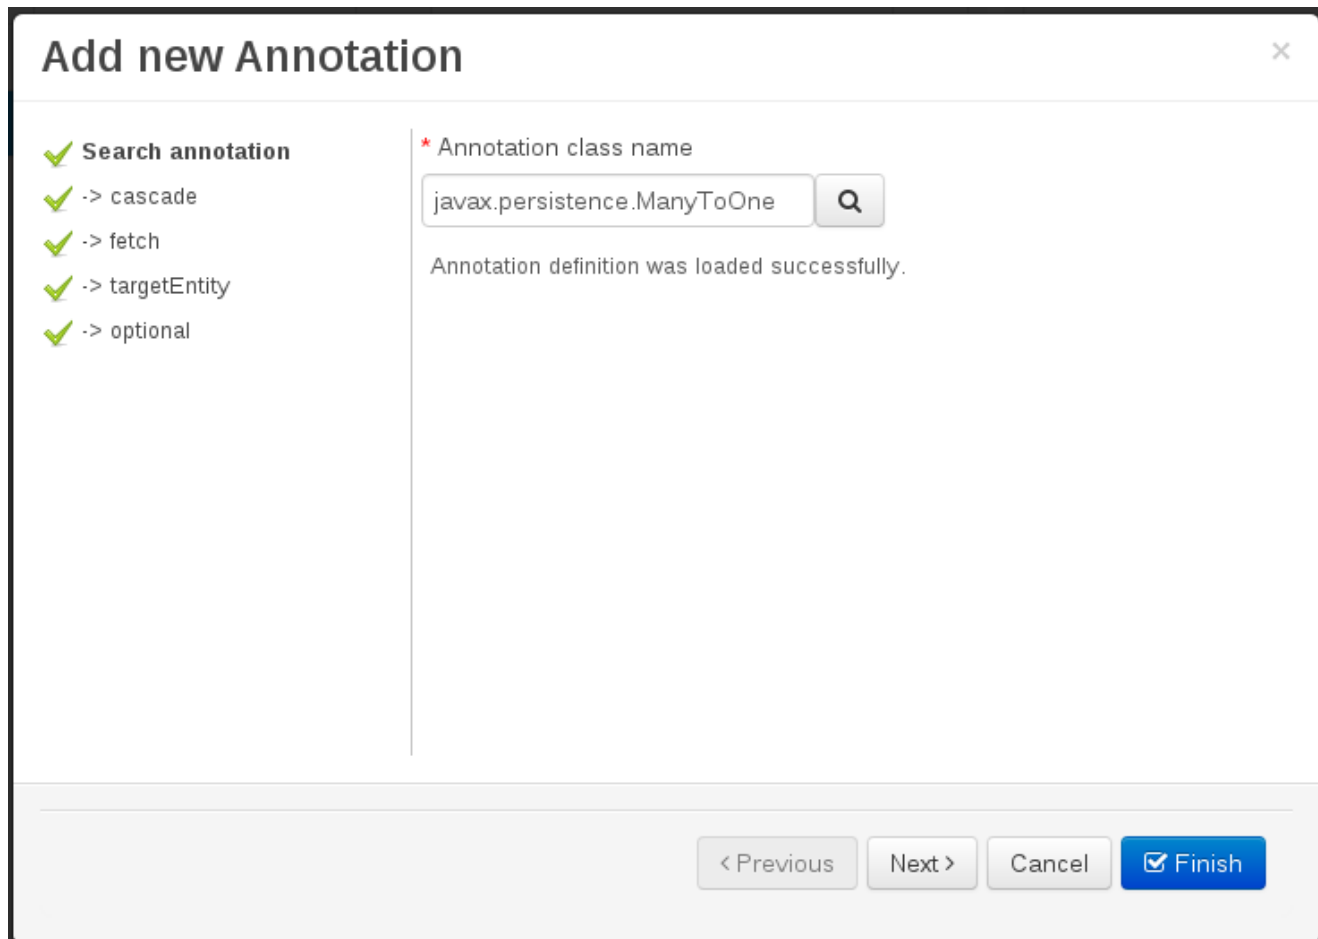 Add new Annotation
×
Search annotation
-> cascade
-> fetch
-> targetEntity
-> optional
* Annotation class name
javax.persistence.ManyToOne
Annotation definition was loaded successfully.
< Previous
Next >
Cancel
Finish